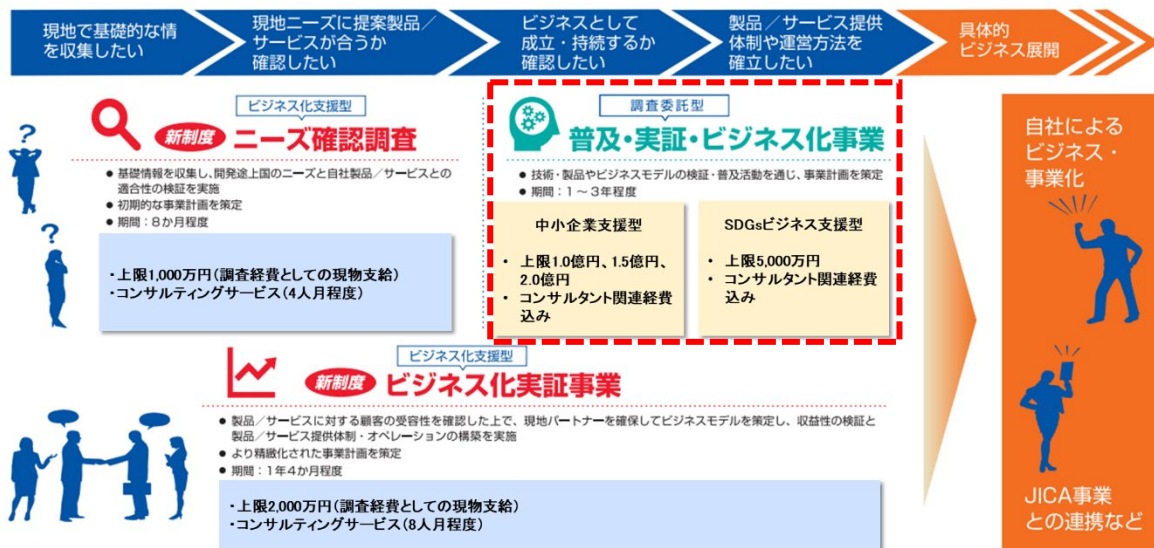 現地で基礎的な情
を収集したい
現地ニーズに提案製品／
サービスが合うか
確認したい
ビジネスとして
成立・持続するか
確認したい
製品／サービス提供
体制や運営方法を
確立したい
具体的
ビジネス展開
ビジネス化支援型
新制度 ニーズ確認調査
● 基礎情報を収集し、開発途上国のニーズと自社製品／サービスとの
適合性の検証を実施
● 初期的な事業計画を策定
● 期間：8か月程度
・上限1,000万円（調査経費としての現物支給）
・コンサルティングサービス（4人月程度）
調査委託型
普及・実証・ビジネス化事業
● 技術・製品やビジネスモデルの検証・普及活動を通じ、事業計画を策定
● 期間：1～3年程度
中小企業支援型
• 上限1.0億円、1.5億円、
2.0億円
• コンサルタント関連経費
込み
SDGsビジネス支援型
• 上限5,000万円
• コンサルタント関連経費
込み
ビジネス化支援型
新制度 ビジネス化実証事業
● 製品／サービスに対する顧客の受容性を確認した上で、現地パートナーを確保してビジネスモデルを策定し、収益性の検証と
製品／サービス提供体制・オペレーションの構築を実施
● より精緻化された事業計画を策定
● 期間：1年4か月程度
・上限2,000万円（調査経費としての現物支給）
・コンサルティングサービス（8人月程度）
自社による
ビジネス・
事業化
JICA事業
との連携など
? 
?